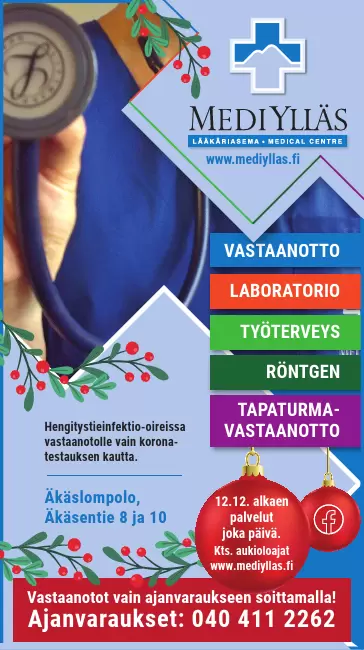 MEDIYLLÄS
LÄÄKÄRIASEMA • MEDICAL CENTRE
www.mediyllas.fi
VASTAANOTTO
LABORATORIO
TYÖTERVEYS
RÖNTGEN
TAPATURMA-
VASTAANOTTO
Hengitystieinfektio-oireissa
vastaanotolle vain korona-
testauksen kautta.
Äkäslompolo,
Äkäsentie 8 ja 10
12.12. alkaen
palvelut
joka päivä.
Kts. aukioloajat
www.mediyllas.fi
Vastaanotot vain ajanvaraukseen soittamalla!
Ajanvaraukset: 040 411 2262